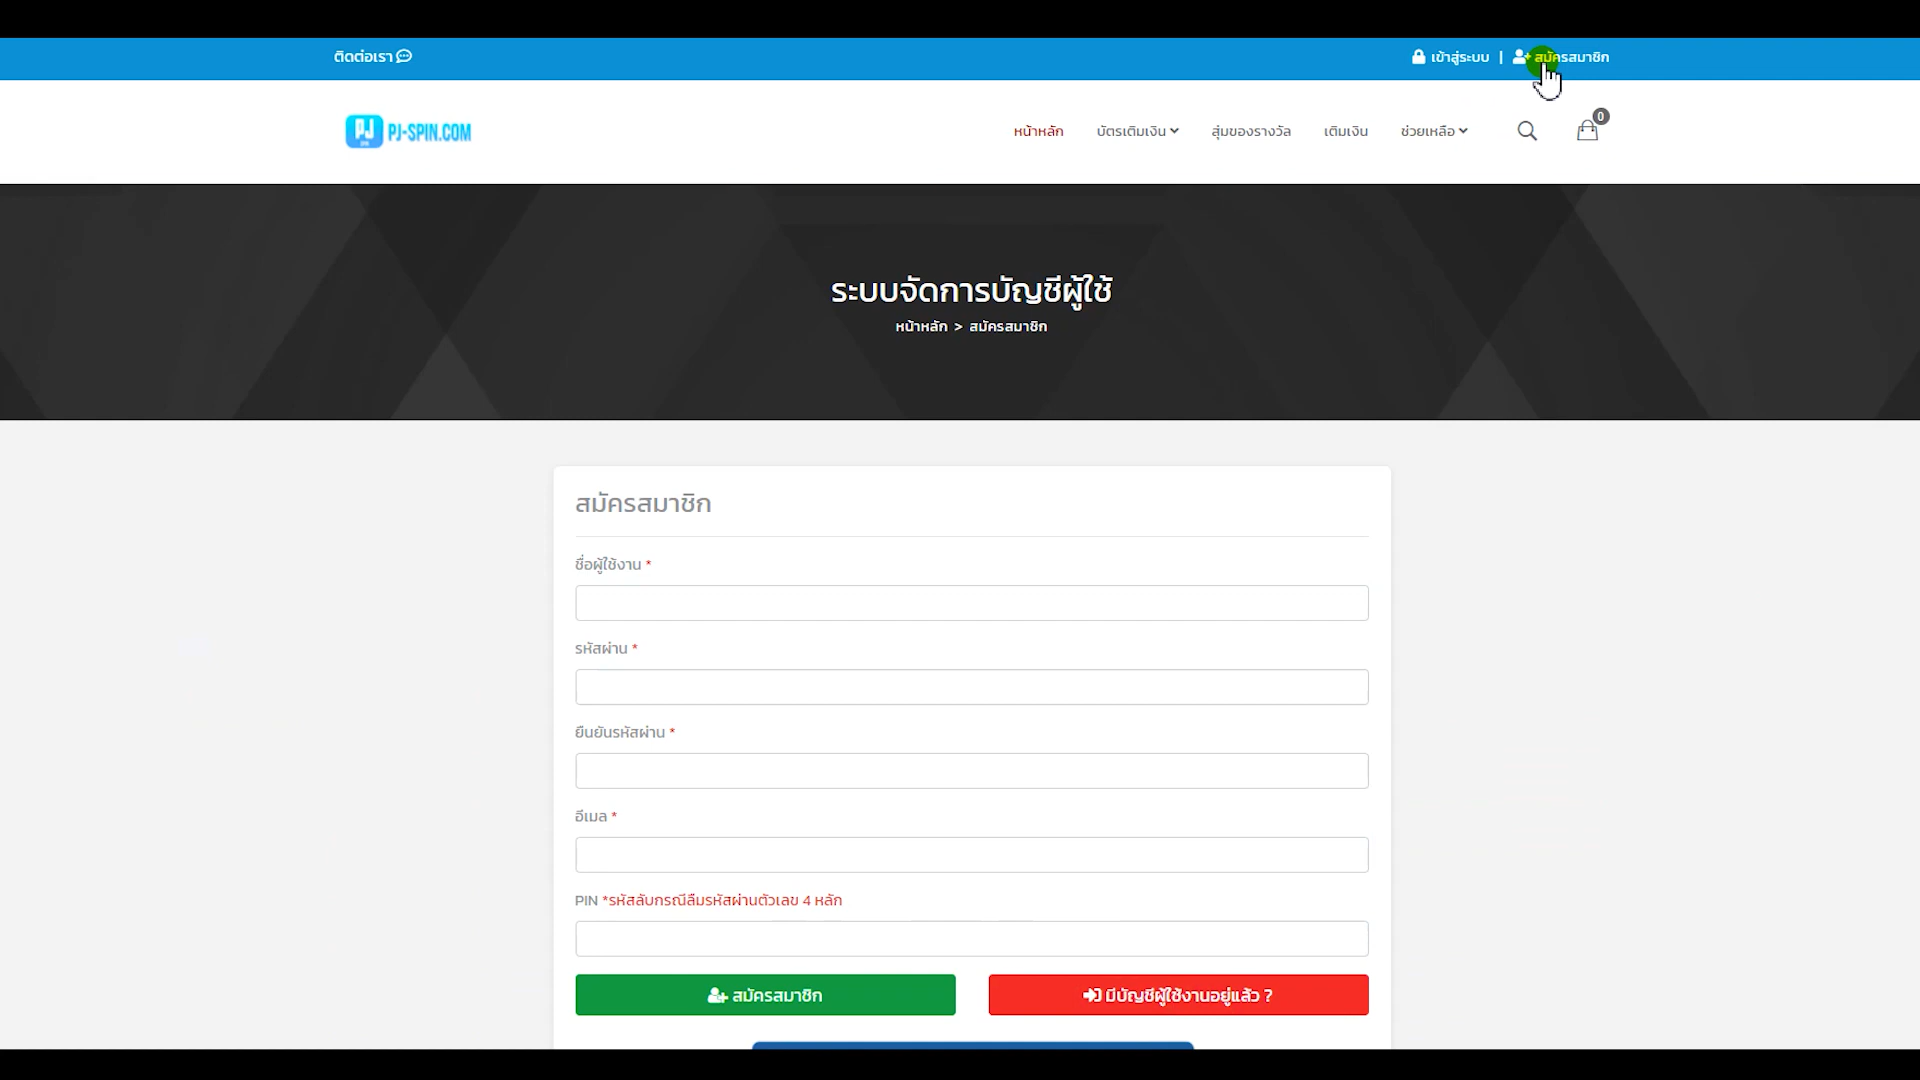 ติดต่อเรา
เข้าสู่ระบบ | สมัครสมาชิก
PJ PJ-SPIN.COM
หน้าหลัก บัตรเติมเงิน สุ่มของรางวัล เติมเงิน ช่วยเหลือ 0
ระบบจัดการบัญชีผู้ใช้
หน้าหลัก > สมัครสมาชิก
สมัครสมาชิก
ชื่อผู้ใช้งาน *
รหัสผ่าน *
ยืนยันรหัสผ่าน *
อีเมล *
PIN *รหัสลับกรณีลืมรหัสผ่านตัวเลข 4 หลัก
สมัครสมาชิก
มีบัญชีผู้ใช้งานอยู่แล้ว ?